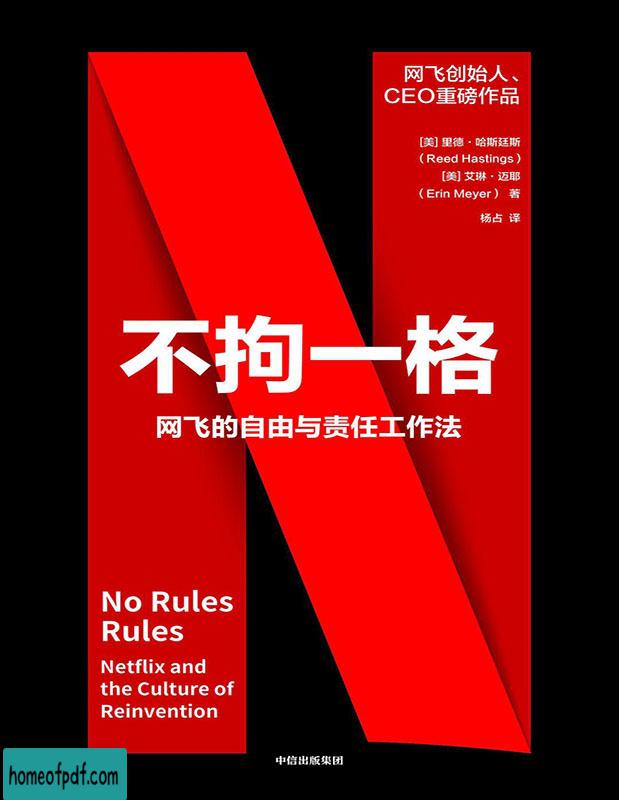 网飞创始人、
CEO重磅作品
[美] 里德·哈斯廷斯
（Reed Hastings）
[美] 艾琳·迈耶
（Erin Meyer） 著
杨占 译
不拘一格
网飞的自由与责任工作法
No Rules
Rules
Netflix and
the Culture of
Reinvention
中信出版集团
homeofpdf.com